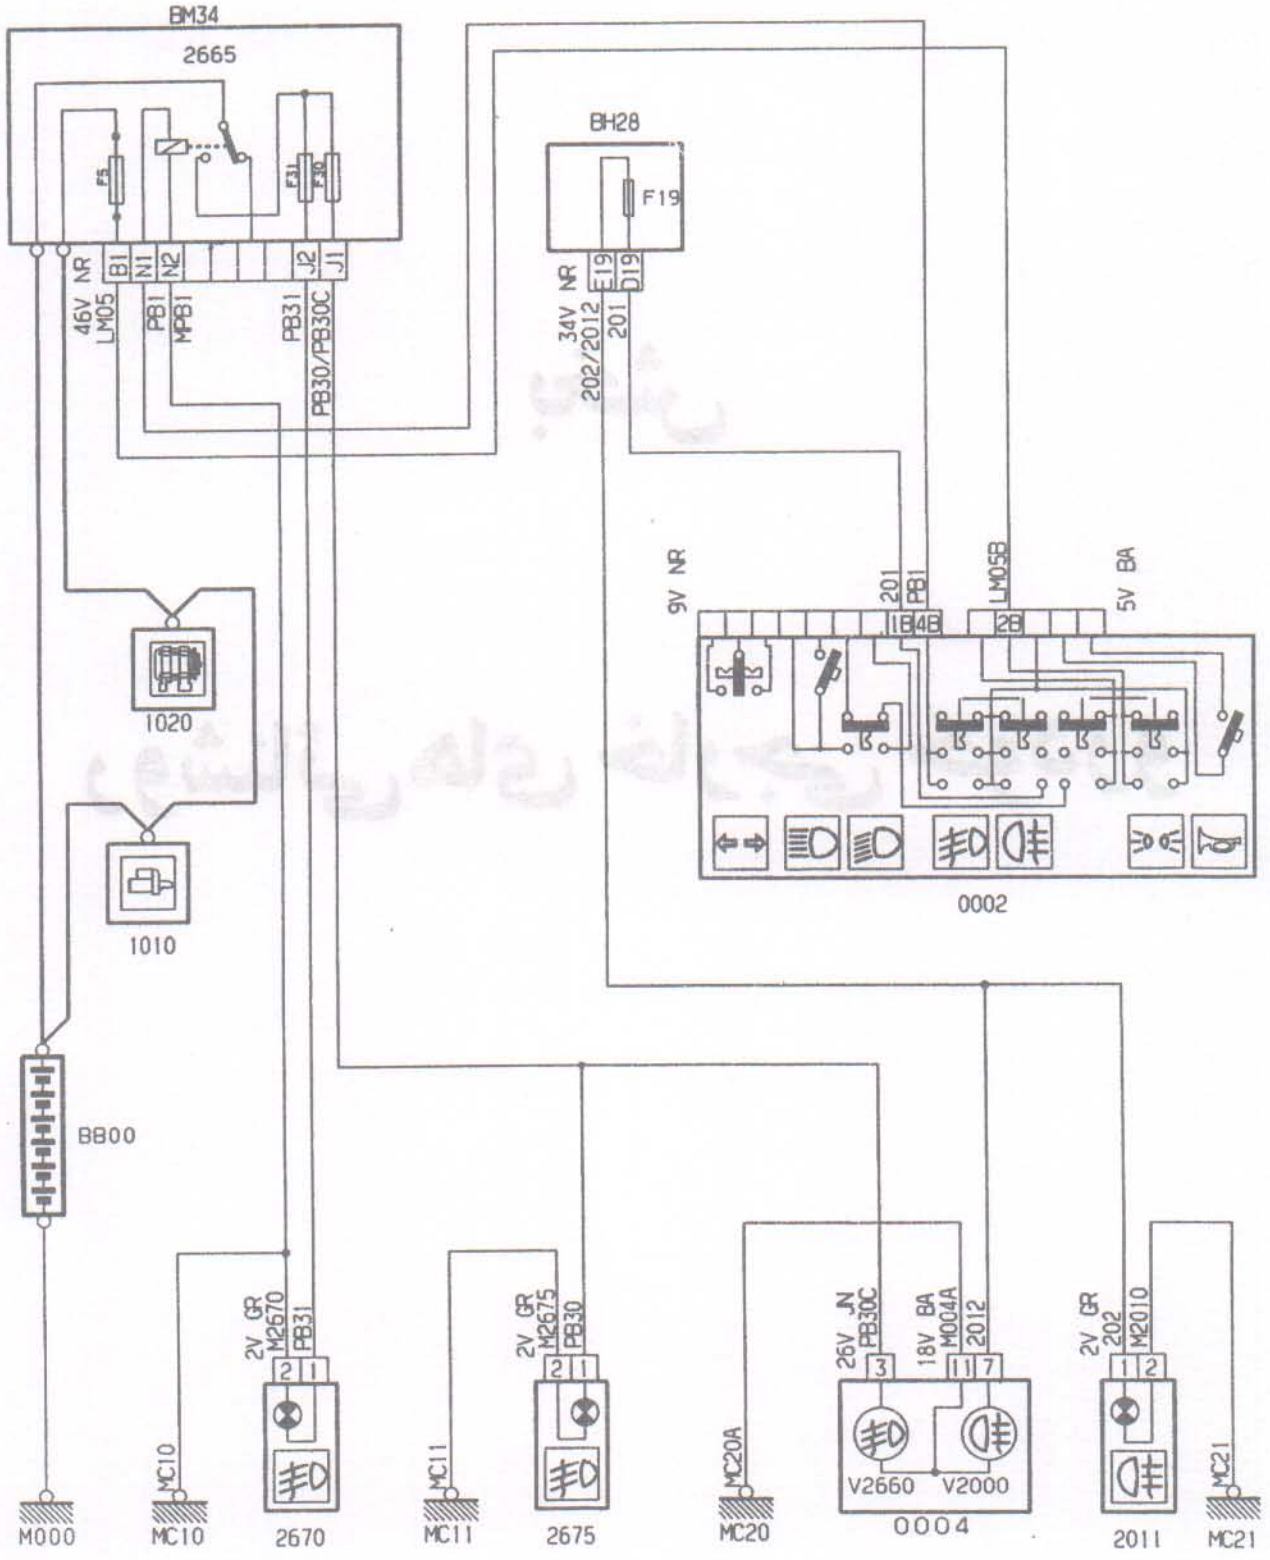 BM34
2665
F5
F31
F30
46V NR
B1
N1
N2
J2
J1
LM05
PB1
MPB1
PB31
PB30/PB30C
BH28
F19
34V NR
E19
D19
202/2012
201
9V NR
201
PB1
LM05B
5V BA
1B
4B
2B
0002
1020
1010
BB00
2V GR
M2670
PB31
2
1
2V GR
M2675
PB30
2
1
26V JN
PB30C
18V BA
M004A
2012
3
11
7
2V GR
202
M2010
1
2
V2660
V2000
MC10
MC11
MC20A
MC21
M000
MC10
2670
MC11
2675
MC20
0004
2011
MC21